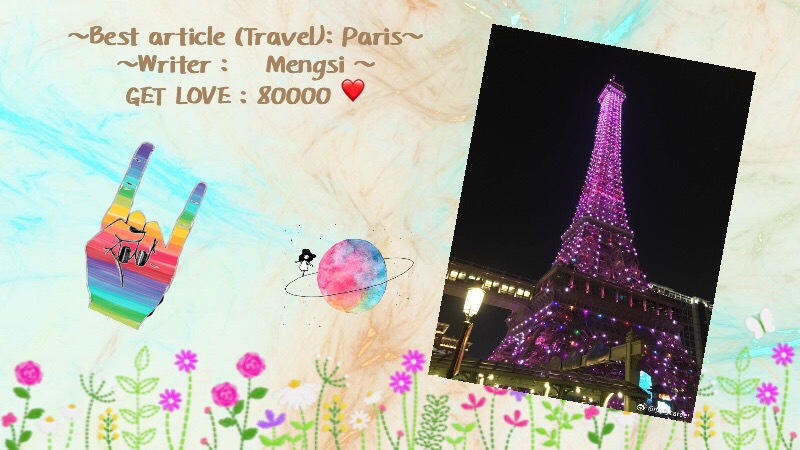 ~Best article (Travel): Paris~
~Writer : Mengsi ~
GET LOVE : 80000 ❤️